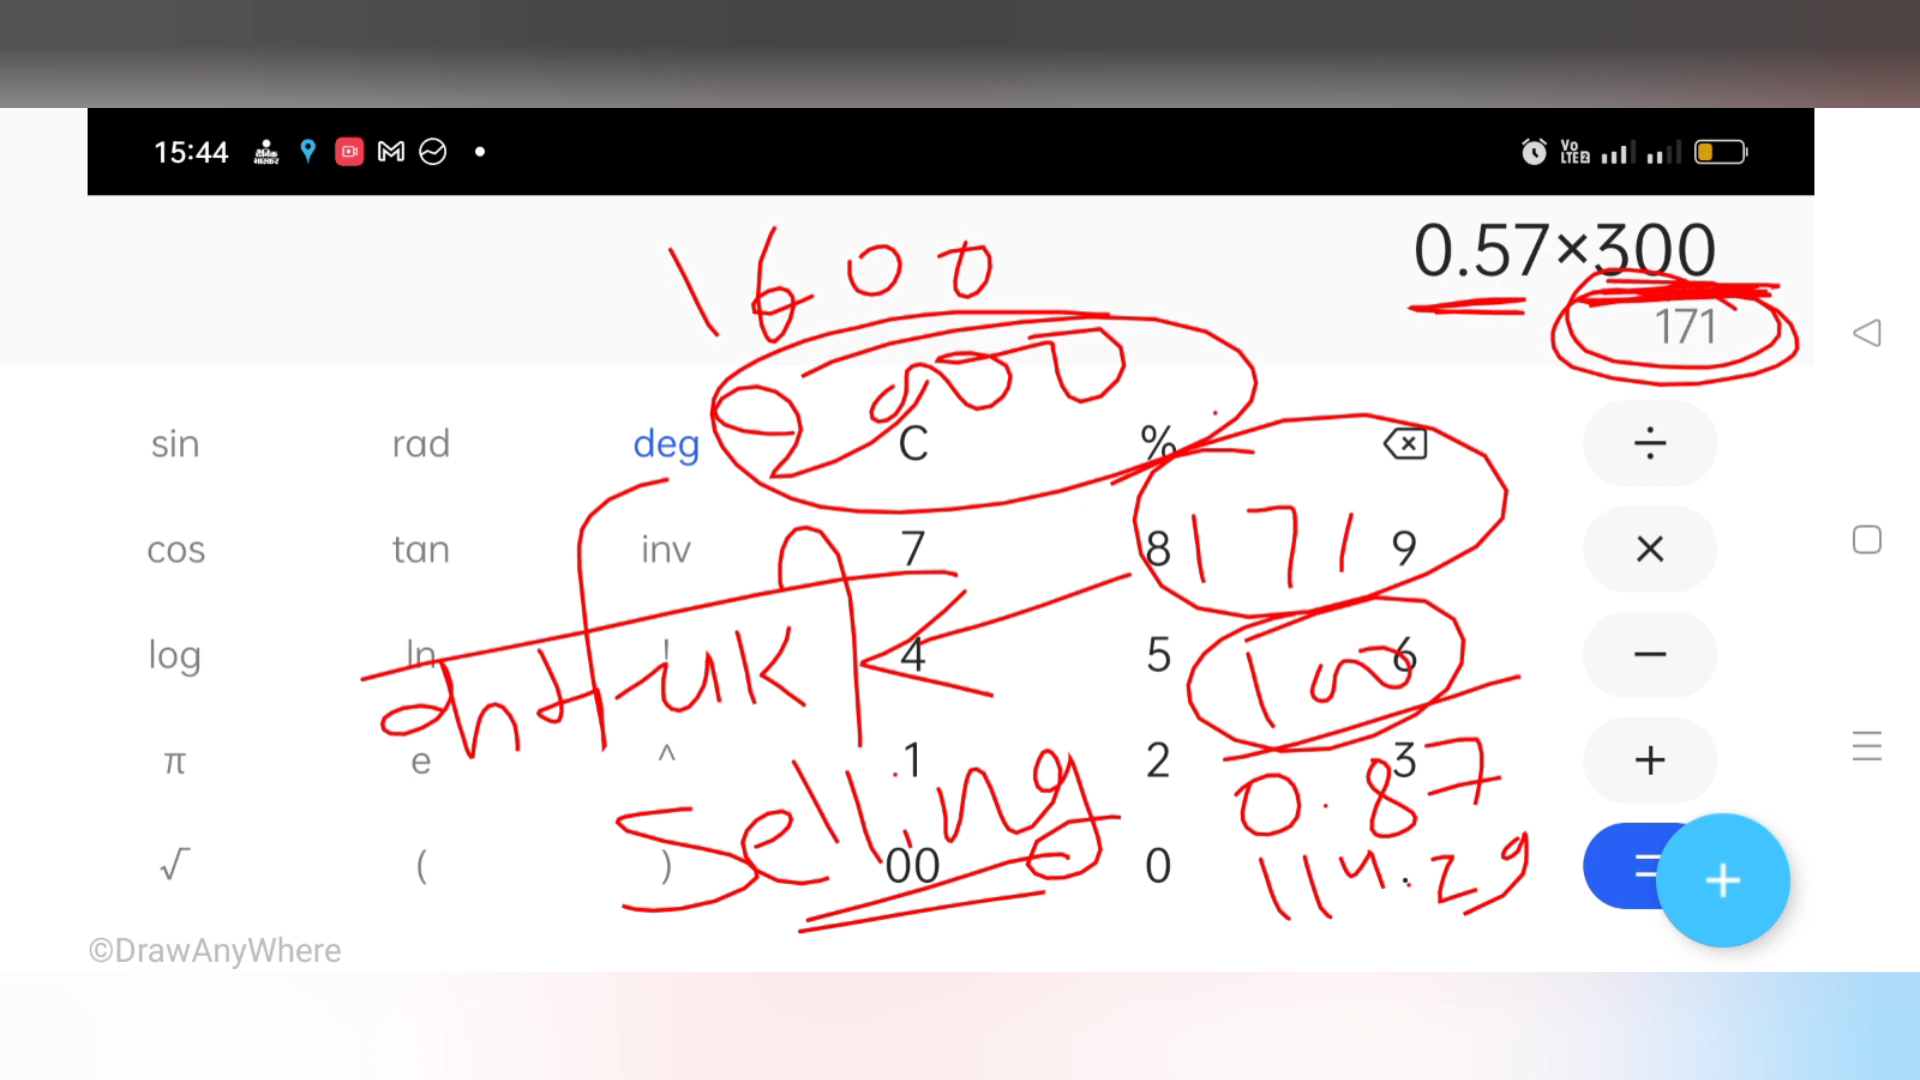 15:44
0.57×300
171
1600
2000
sin rad deg C % ÷
cos tan inv 7 8 9 ×
171
log ln ! 4 5 6 −
100
π e ^ 1 2 3 +
Selling
0.87
√ ( ) 00 0 =
114.29
+
©DrawAnyWhere